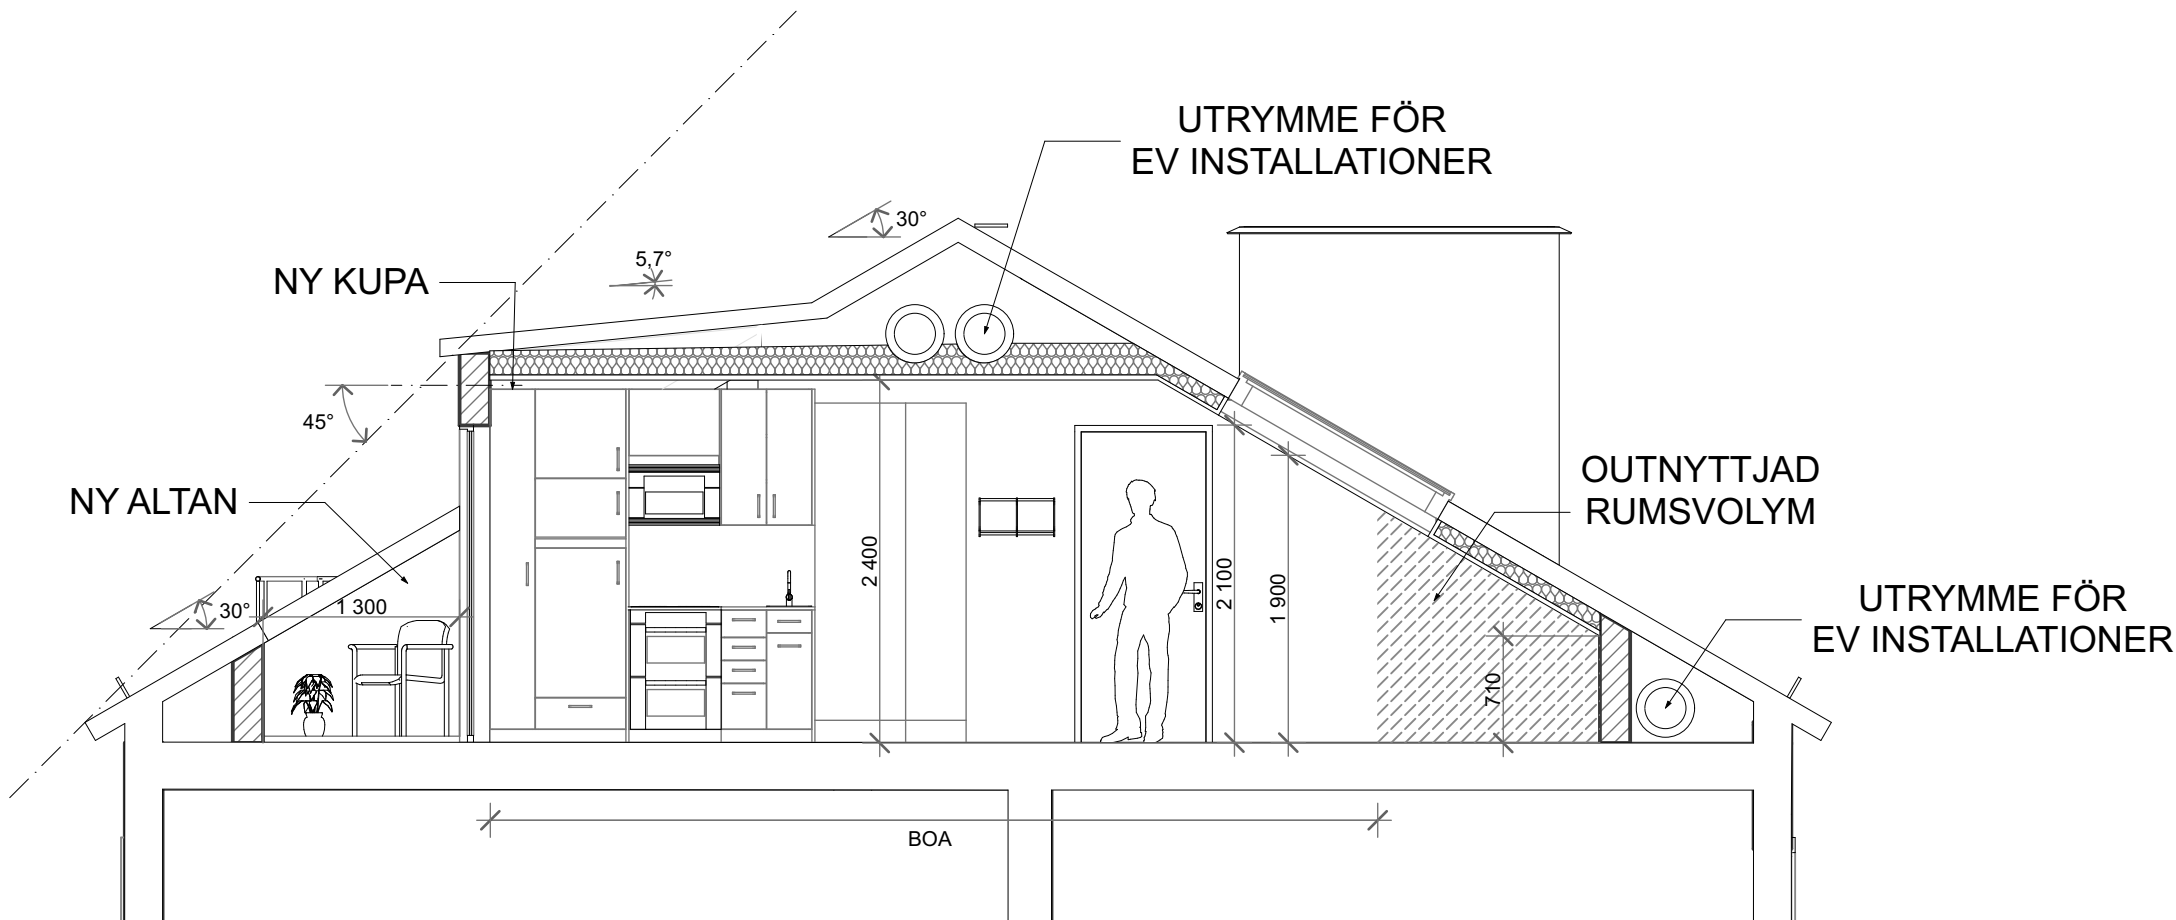 UTRYMME FÖR
EV INSTALLATIONER
30°
5,7°
NY KUPA
45°
NY ALTAN
OUTNYTTJAD
RUMSVOLYM
2 400
2 100
1 900
30°
1 300
UTRYMME FÖR
EV INSTALLATIONER
710
BOA